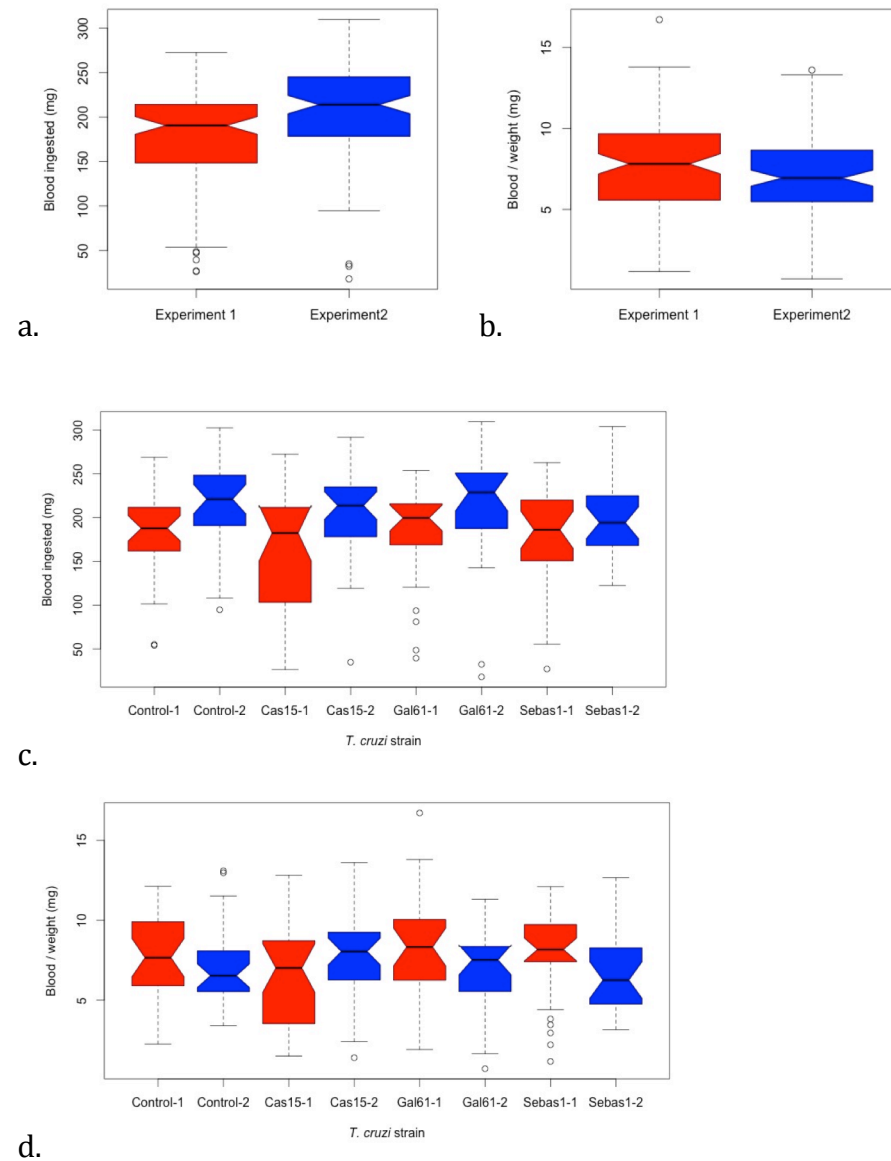 Blood ingested (mg)
300
250
200
150
100
50
Experiment 1 Experiment2
a.
Blood / weight (mg)
15
10
5
Experiment 1 Experiment2
b.
Blood ingested (mg)
300
250
200
150
100
50
Control-1 Control-2 Cas15-1 Cas15-2 Gal61-1 Gal61-2 Sebas1-1 Sebas1-2
T. cruzi strain
c.
Blood / weight (mg)
15
10
5
Control-1 Control-2 Cas15-1 Cas15-2 Gal61-1 Gal61-2 Sebas1-1 Sebas1-2
T. cruzi strain
d.